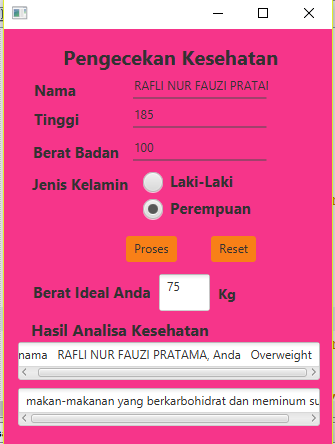 Pengecekan Kesehatan
Nama RAFLI NUR FAUZI PRATAI
Tinggi 185
Berat Badan 100
Jenis Kelamin Laki-Laki
Perempuan
Proses Reset
Berat Ideal Anda 75 Kg
Hasil Analisa Kesehatan
nama RAFLI NUR FAUZI PRATAMA, Anda Overweight
makan-makanan yang berkarbohidrat dan meminum su